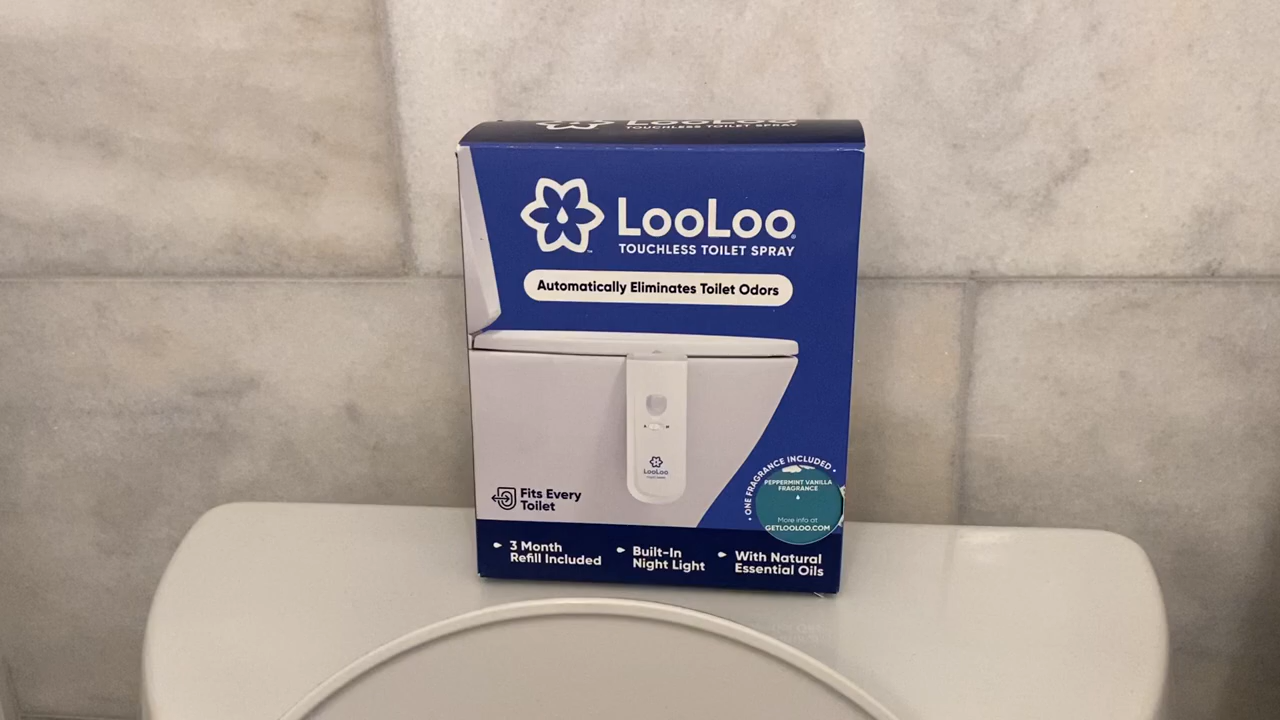 LooLoo
TOUCHLESS TOILET SPRAY
LooLoo
TOUCHLESS TOILET SPRAY
Automatically Eliminates Toilet Odors
LooLoo
Fits Every
Toilet
• ONE FRAGRANCE INCLUDED •
PEPPERMINT VANILLA
FRAGRANCE
More info at
GETLOOLOO.COM
3 Month
Refill Included
Built-In
Night Light
With Natural
Essential Oils